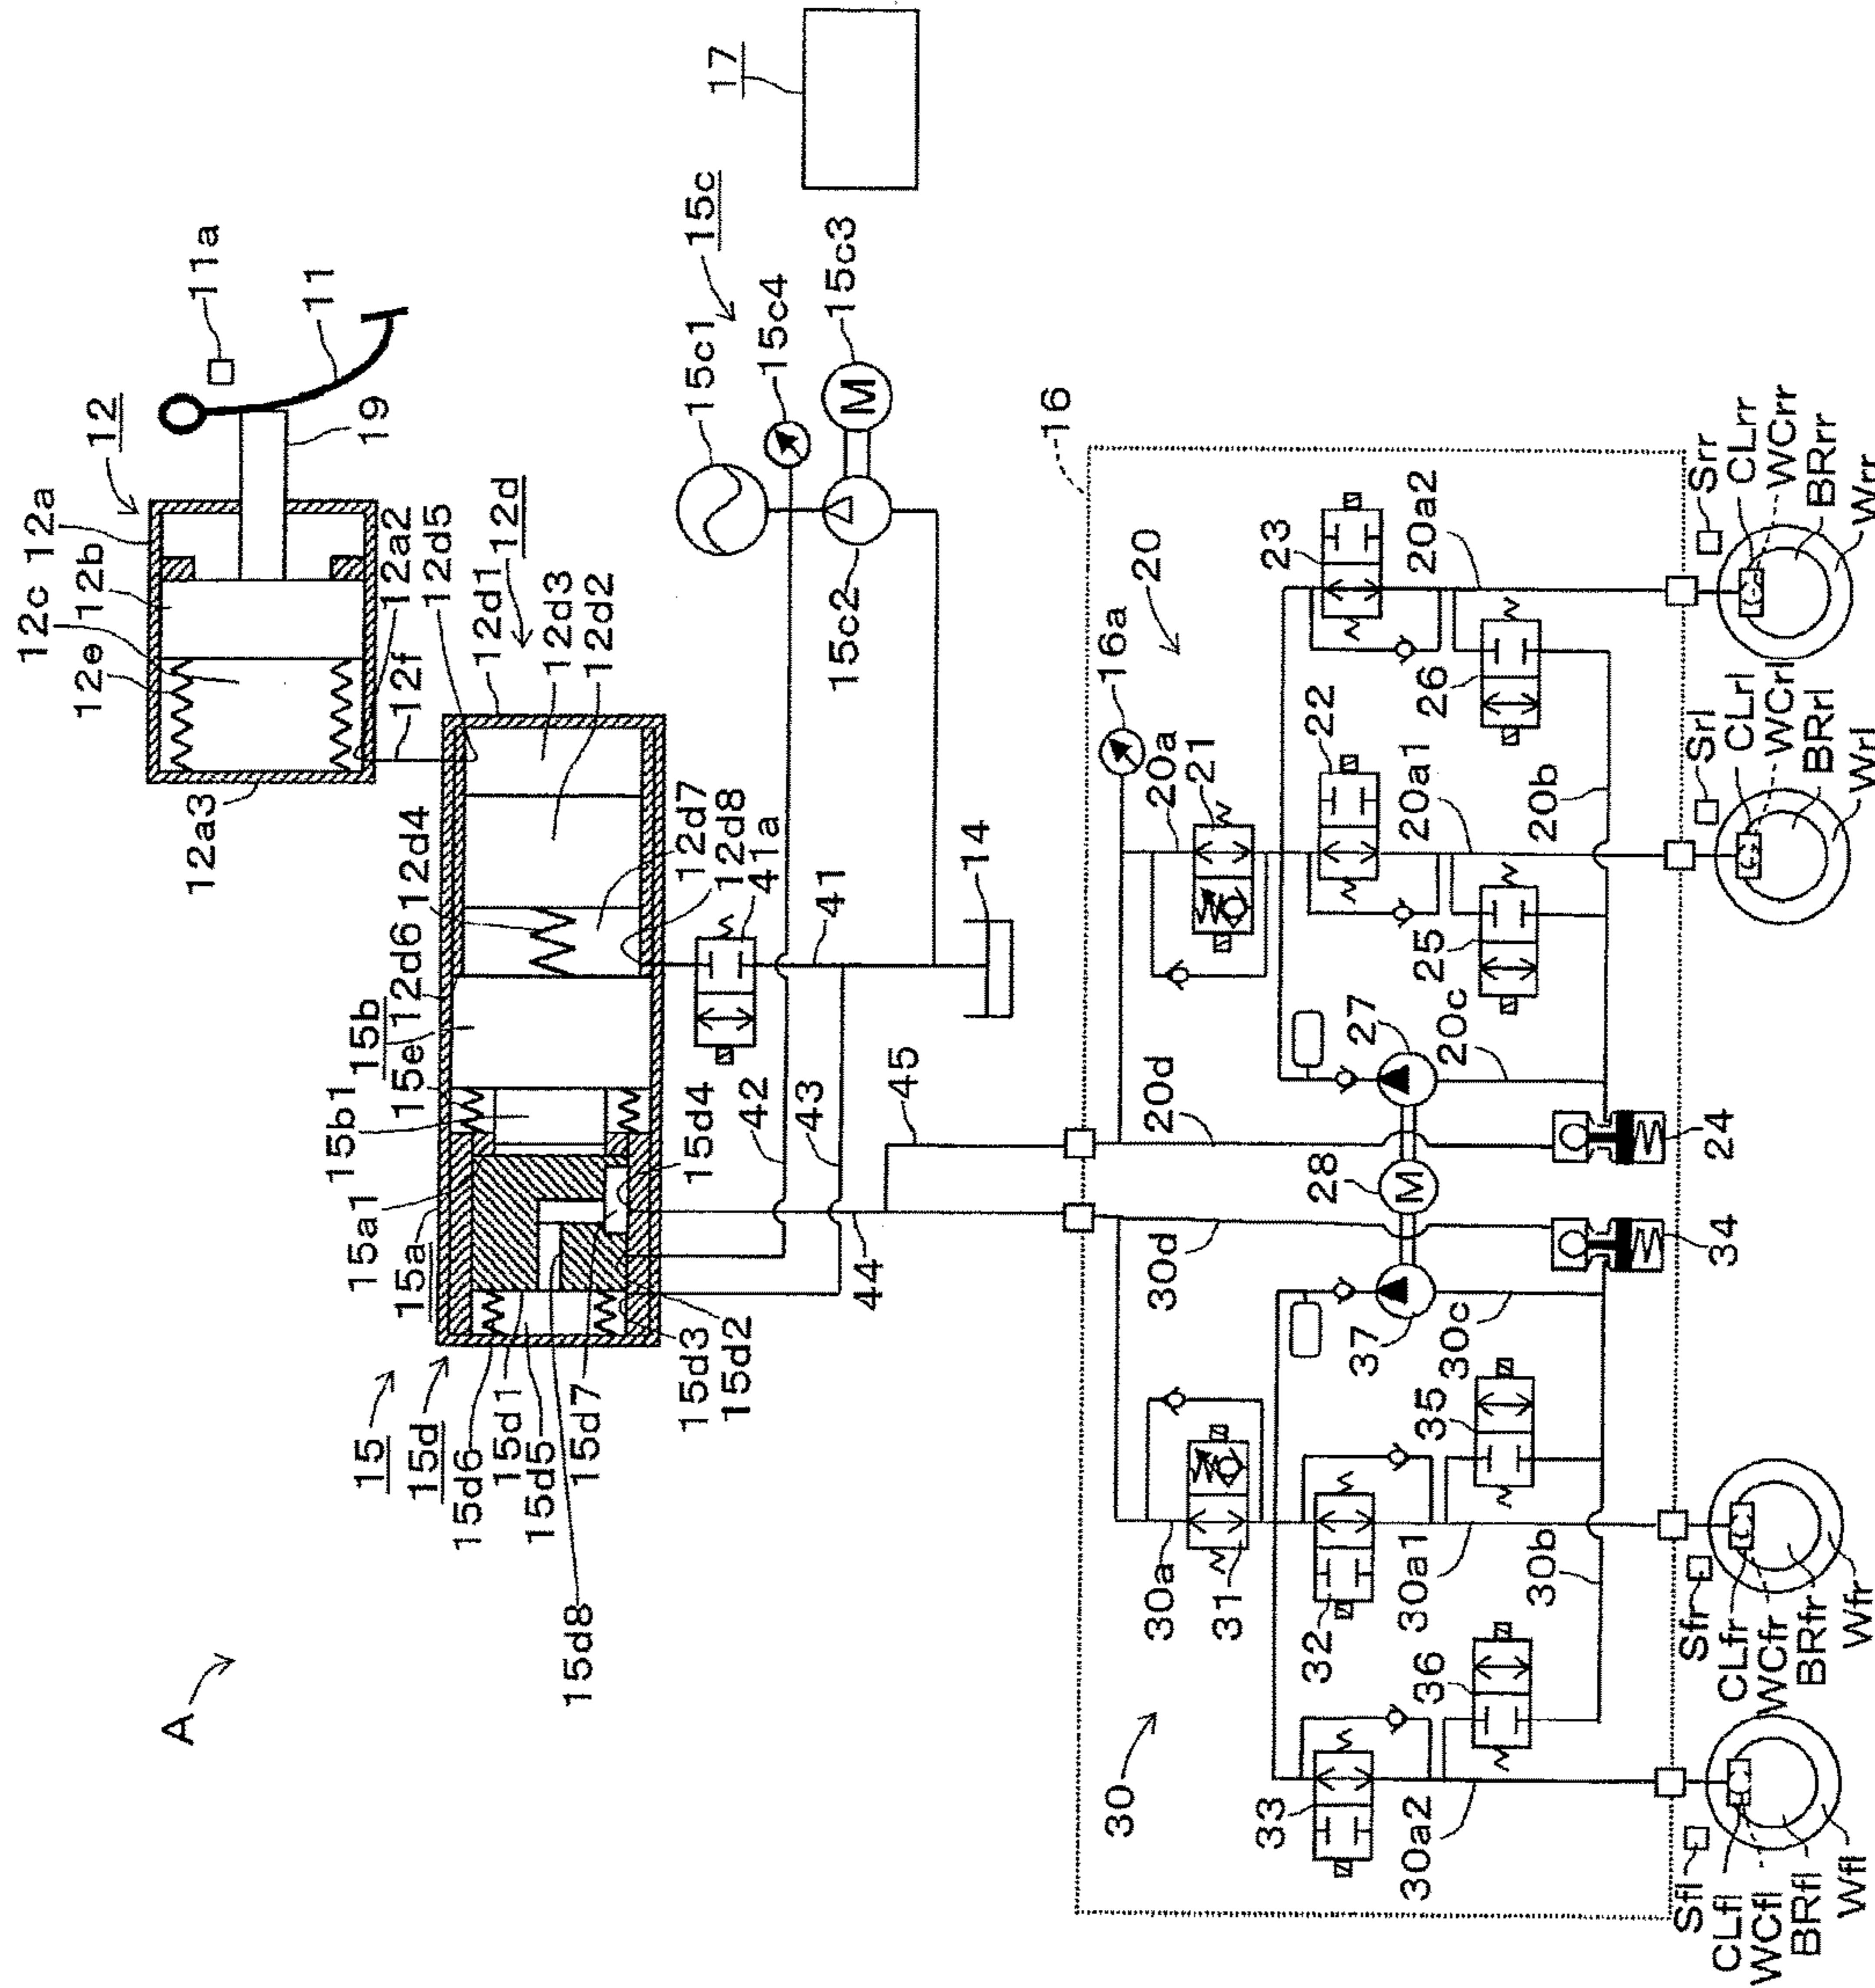 A
12
12a
12b
12c
12e
11a
11
19
12a2
12a3
12f
12d5
12d1
12d
12d3
12d2
12d7
12d8
41a
12d4
12d6
15b
15e
15b1
15a1
15a
15
15d
15d6
15d1
15d5
15d7
15d8
15d3
15d2
15d4
42
43
44
45
41
14
15c1
15c
15c4
15c3
M
15c2
17
16
16a
20
20a
21
22
23
20a1
20a2
25
26
20b
20c
27
20d
24
28
M
34
30d
37
30c
30
30a
31
32
33
30a1
30a2
35
36
30b
Sfl
CLfl
WCfl
BRfl
Wfl
Sfr
CLfr
WCfr
BRfr
Wfr
Srl
CLrl
WCrl
BRrl
Wrl
Srr
CLrr
WCrr
BRrr
Wrr